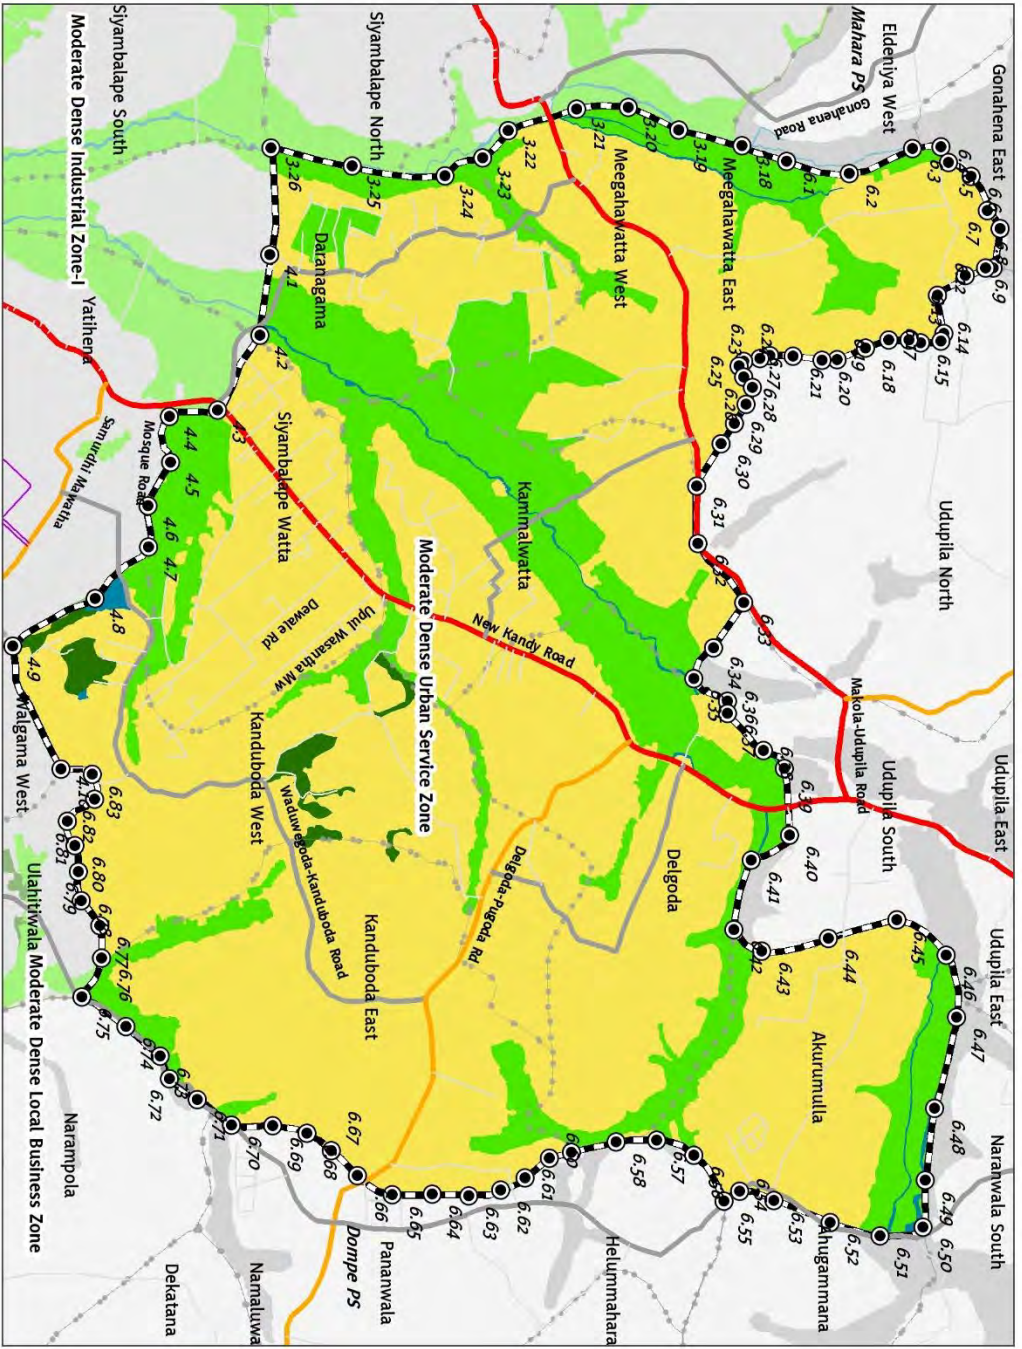 Siyambalape South
Moderate Dense Industrial Zone-I
Yatihena
Siyambalape North
Mahara PS
Eldeniya West
Gonahena Road
Gonahena East
Meegahawatta West
Meegahawatta East
Daranagama
Siyambalape Watta
Mosque Road
Samurdhi Mawatha
Kammalwatta
Udupila North
Moderate Dense Urban Service Zone
New Kandy Road
Upul Wasantha Mw
Dewale Rd
Makola-Udupila Road
Udupila South
Udupila East
Kanduboda West
Waduwegoda-Kanduboda Road
Kanduboda East
Delgoda-Pugoda Rd
Delgoda
Walgama West
Ulahitiwala Moderate Dense Local Business Zone
Udupila East
Akurumulla
Naranwala South
Narampola
Dekatana
Namaluwa
Dompe PS
Pananwala
Helummahara
Ahugammana
3.18
3.19
3.20
3.21
3.22
3.23
3.24
3.25
3.26
4.1
4.2
4.3
4.4
4.5
4.6
4.7
4.8
4.9
6.1
6.2
6.3
6.7
6.9
6.14
6.15
6.18
6.20
6.21
6.23
6.25
6.27
6.28
6.29
6.30
6.31
6.32
6.33
6.34
6.35
6.36
6.39
6.40
6.41
6.43
6.44
6.45
6.46
6.47
6.48
6.49
6.50
6.51
6.52
6.53
6.54
6.55
6.57
6.58
6.61
6.62
6.63
6.64
6.65
6.66
6.67
6.68
6.69
6.70
6.71
6.72
6.73
6.74
6.75
6.76
6.77
6.79
6.80
6.81
6.82
6.83